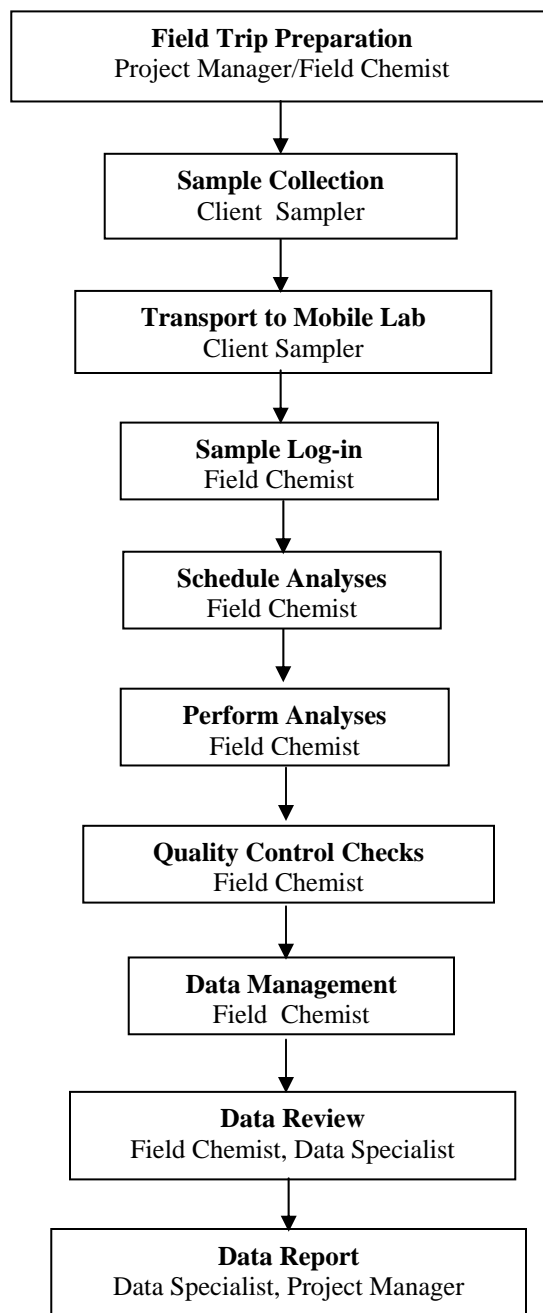 Field Trip Preparation
Project Manager/Field Chemist
Sample Collection
Client Sampler
Transport to Mobile Lab
Client Sampler
Sample Log-in
Field Chemist
Schedule Analyses
Field Chemist
Perform Analyses
Field Chemist
Quality Control Checks
Field Chemist
Data Management
Field Chemist
Data Review
Field Chemist, Data Specialist
Data Report
Data Specialist, Project Manager